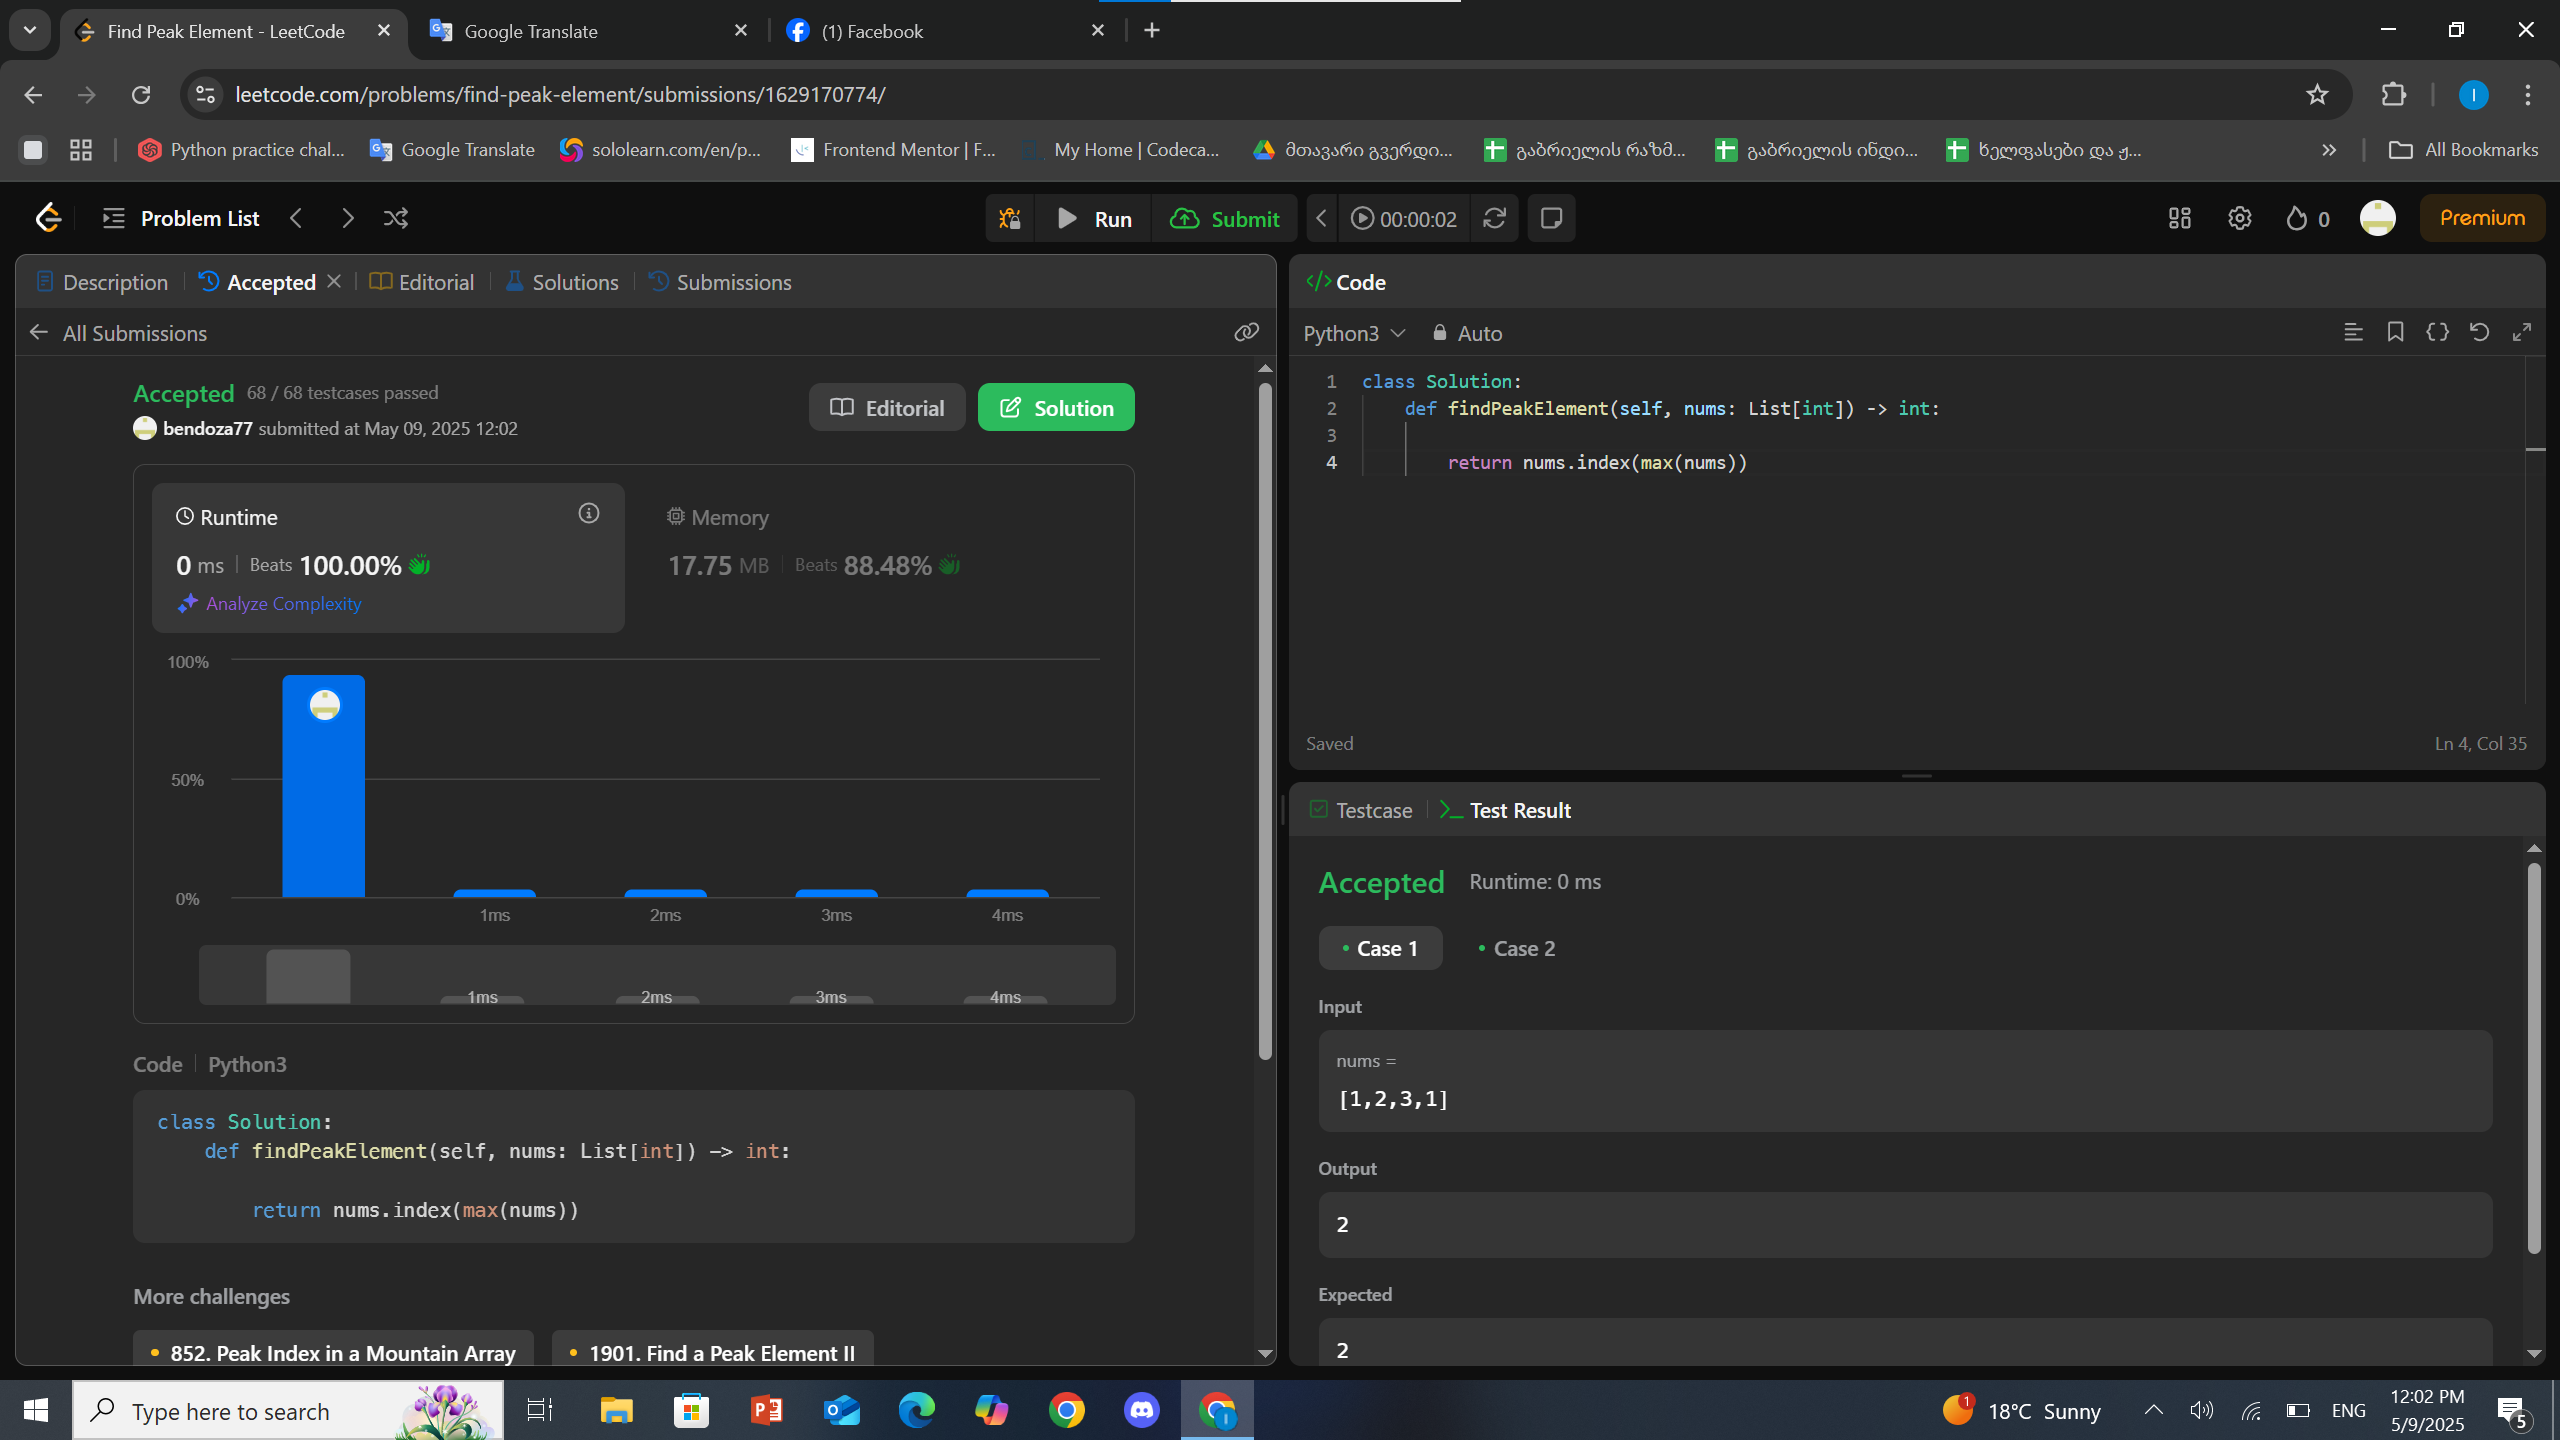 Find Peak Element - LeetCode
Google Translate
(1) Facebook
leetcode.com/problems/find-peak-element/submissions/1629170774/
Python practice chal...
Google Translate
sololearn.com/en/p...
Frontend Mentor | F...
My Home | Codeca...
მთავარი გვერდი...
გაბრიელის რაზმ...
გაბრიელის ინდი...
ხელფასები და ჟ...
All Bookmarks
Problem List
Run
Submit
00:00:02
0
Premium
Description
Accepted
Editorial
Solutions
Submissions
All Submissions
Accepted 68 / 68 testcases passed
bendoza77 submitted at May 09, 2025 12:02
Editorial
Solution
Runtime
0 ms | Beats 100.00%
Analyze Complexity
Memory
17.75 MB | Beats 88.48%
100%
50%
0%
1ms 2ms 3ms 4ms
1ms 2ms 3ms 4ms
Code | Python3
class Solution:
    def findPeakElement(self, nums: List[int]) -> int:
        return nums.index(max(nums))
More challenges
852. Peak Index in a Mountain Array
1901. Find a Peak Element II
Code
Python3
Auto
1 class Solution:
2     def findPeakElement(self, nums: List[int]) -> int:
3
4         return nums.index(max(nums))
Saved
Ln 4, Col 35
Testcase
Test Result
Accepted Runtime: 0 ms
Case 1
Case 2
Input
nums =
[1,2,3,1]
Output
2
Expected
2
Type here to search
1
18°C Sunny
ENG
12:02 PM
5/9/2025
5